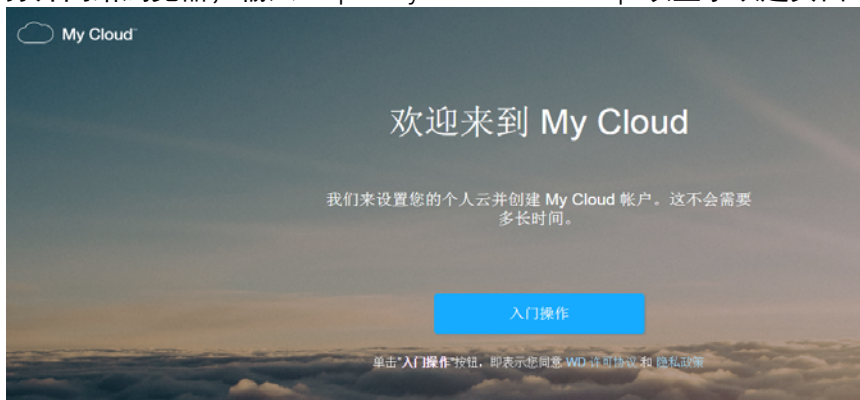 My Cloud™
欢迎来到 My Cloud
我们来设置您的个人云并创建 My Cloud 帐户。这不会需要
多长时间。
入门操作
单击"入门操作"按钮，即表示您同意 WD 许可协议 和 隐私政策